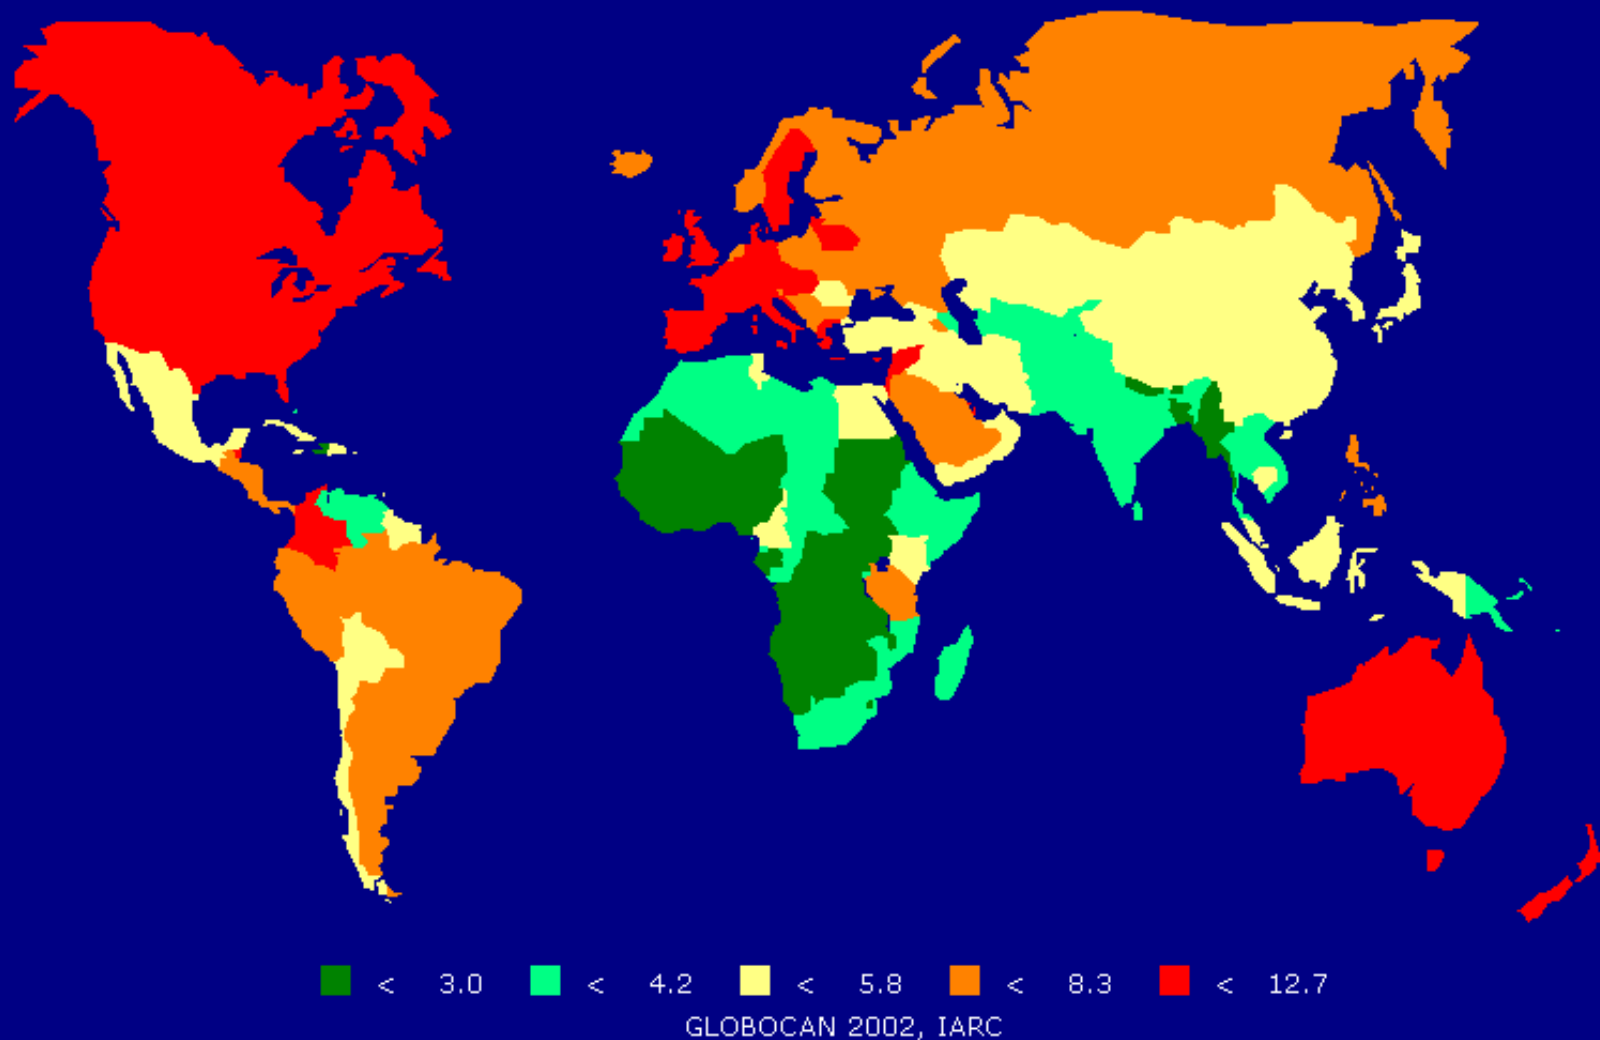 < 3.0 < 4.2 < 5.8 < 8.3 < 12.7
GLOBOCAN 2002, IARC